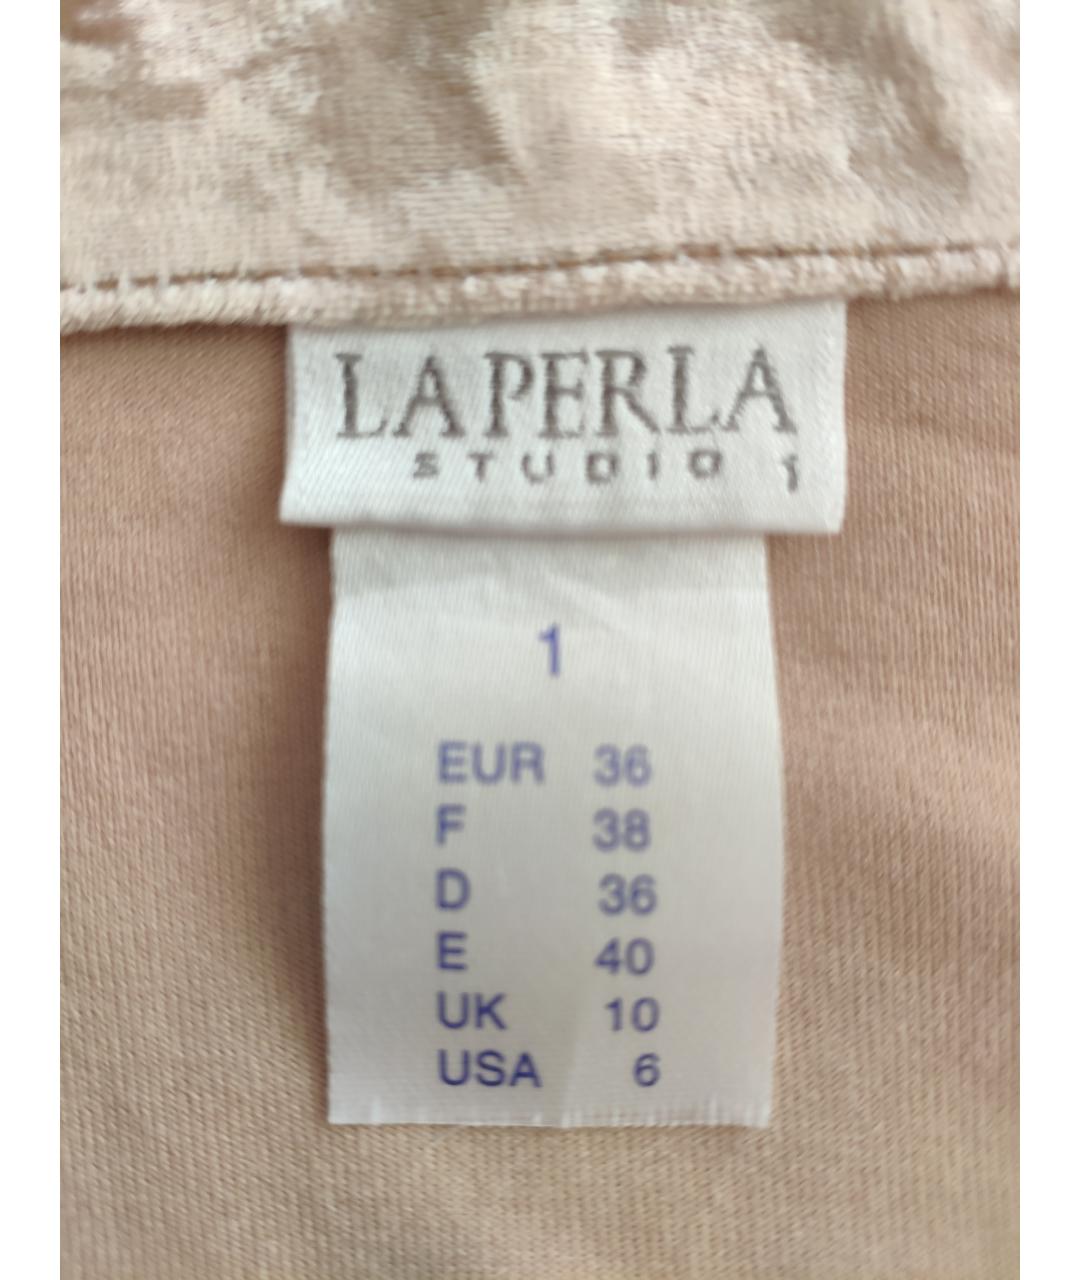 LA PERLA
STUDIO 1
1
EUR 36
F 38
D 36
E 40
UK 10
USA 6